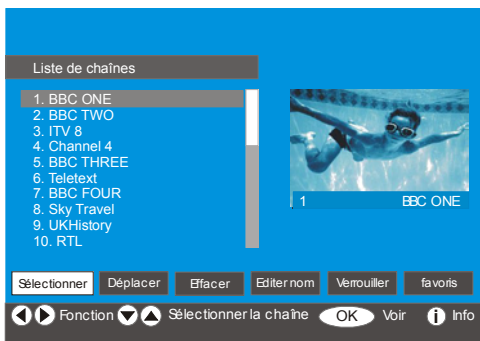 Liste de chaînes
1. BBC ONE
2. BBC TWO
3. ITV 8
4. Channel 4
5. BBC THREE
6. Teletext
7. BBC FOUR
8. Sky Travel
9. UKHistory
10. RTL
1 BBC ONE
Sélectionner Déplacer Effacer Editer nom Verrouiller favoris
Fonction Sélectionner la chaîne OK Voir i Info